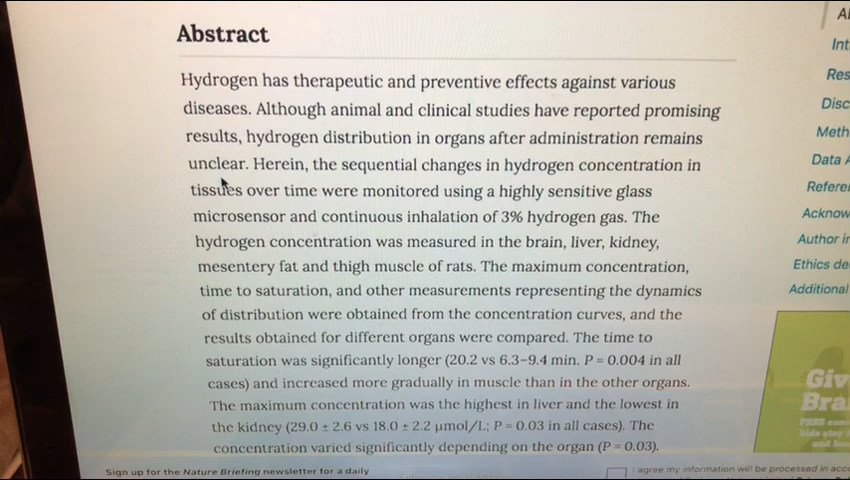 Abstract
Hydrogen has therapeutic and preventive effects against various
diseases. Although animal and clinical studies have reported promising
results, hydrogen distribution in organs after administration remains
unclear. Herein, the sequential changes in hydrogen concentration in
tissues over time were monitored using a highly sensitive glass
microsensor and continuous inhalation of 3% hydrogen gas. The
hydrogen concentration was measured in the brain, liver, kidney,
mesentery fat and thigh muscle of rats. The maximum concentration,
time to saturation, and other measurements representing the dynamics
of distribution were obtained from the concentration curves, and the
results obtained for different organs were compared. The time to
saturation was significantly longer (20.2 vs 6.3–9.4 min. P = 0.004 in all
cases) and increased more gradually in muscle than in the other organs.
The maximum concentration was the highest in liver and the lowest in
the kidney (29.0 ± 2.6 vs 18.0 ± 2.2 μmol/L; P = 0.03 in all cases). The
concentration varied significantly depending on the organ (P = 0.03).
Sign up for the Nature Briefing newsletter for a daily
I agree my information will be processed in acc
Int
Res
Disc
Meth
Data A
Refere
Acknow
Author in
Ethics de
Additional
Giv
Bra